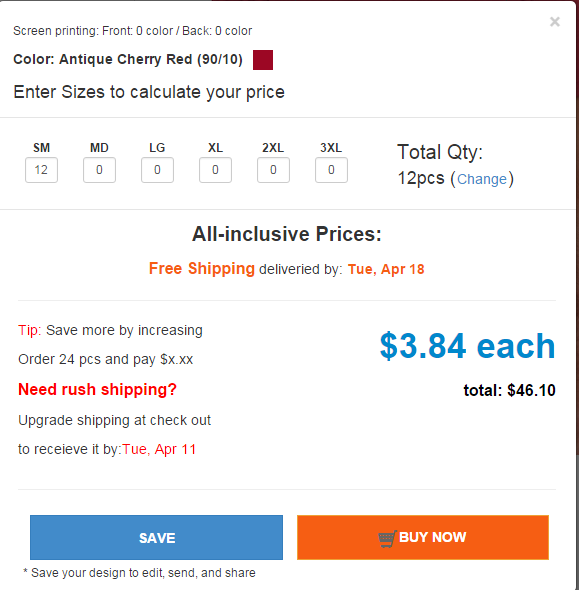 ×
Screen printing: Front: 0 color / Back: 0 color
Color: Antique Cherry Red (90/10)
Enter Sizes to calculate your price
SM MD LG XL 2XL 3XL
12 0 0 0 0 0
Total Qty:
12pcs (Change)
All-inclusive Prices:
Free Shipping deliveried by: Tue, Apr 18
Tip: Save more by increasing
Order 24 pcs and pay $x.xx
Need rush shipping?
Upgrade shipping at check out
to receieve it by:Tue, Apr 11
$3.84 each
total: $46.10
SAVE
BUY NOW
* Save your design to edit, send, and share